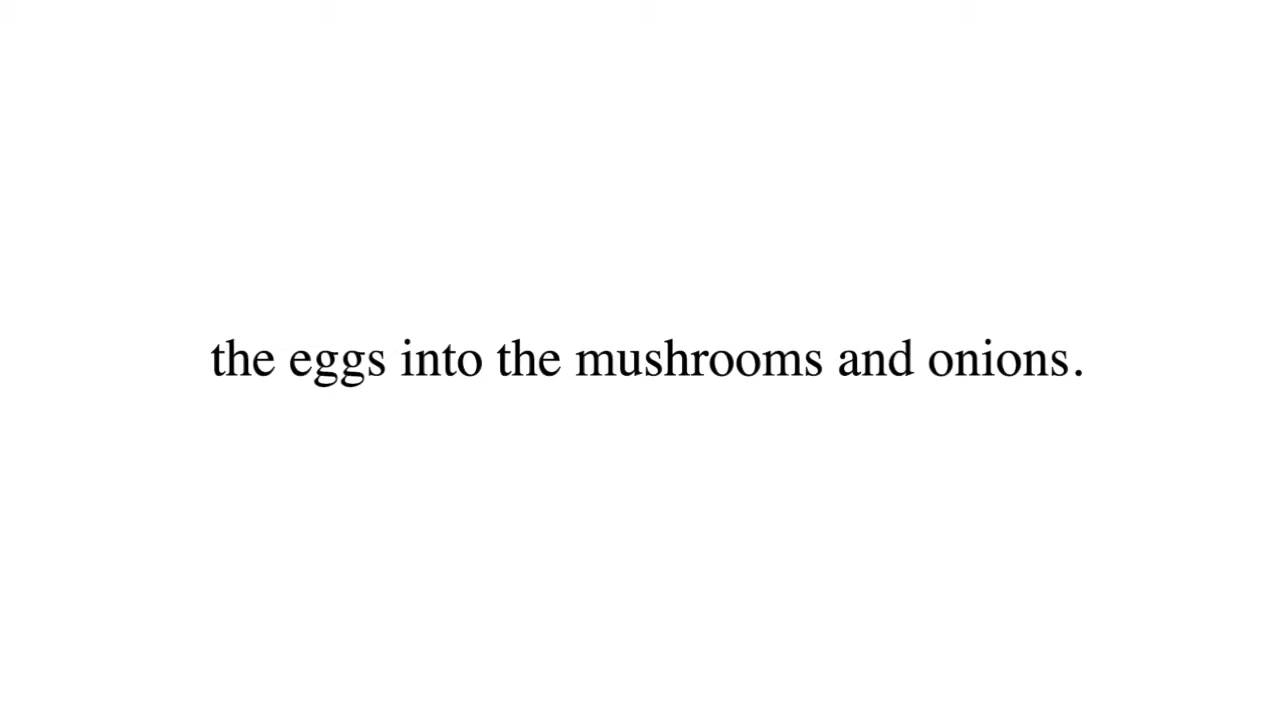 the eggs into the mushrooms and onions.